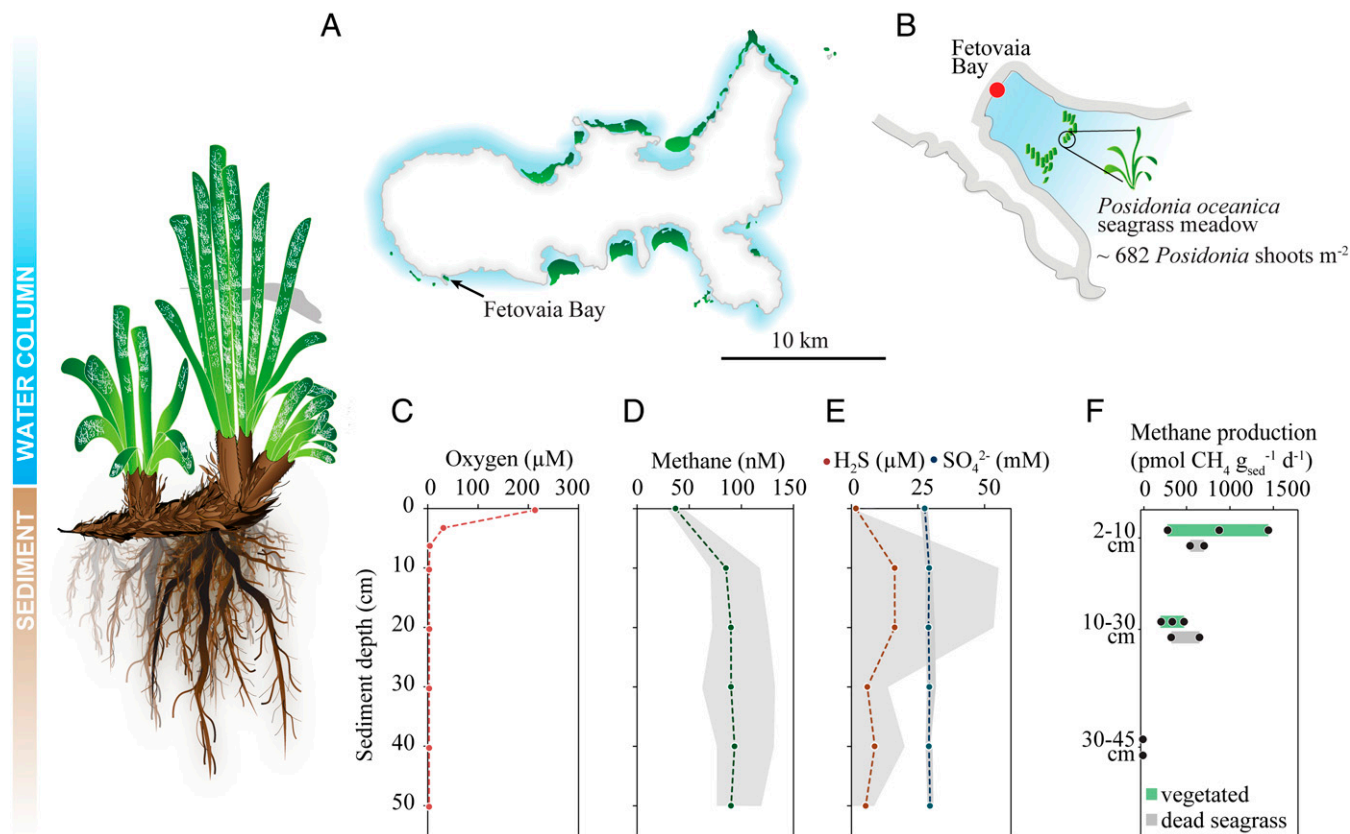 WATER COLUMN
SEDIMENT
A
Fetovaia Bay
10 km
B
Fetovaia
Bay
Posidonia oceanica
seagrass meadow
~ 682 Posidonia shoots m⁻²
C
Oxygen (µM)
0 100 200 300
Sediment depth (cm)
0
10
20
30
40
50
D
Methane (nM)
0 50 100 150
E
H₂S (µM) SO₄²⁻ (mM)
0 25 50
F
Methane production
(pmol CH₄ g_sed⁻¹ d⁻¹)
0 500 1000 1500
2-10
cm
10-30
cm
30-45
cm
vegetated
dead seagrass